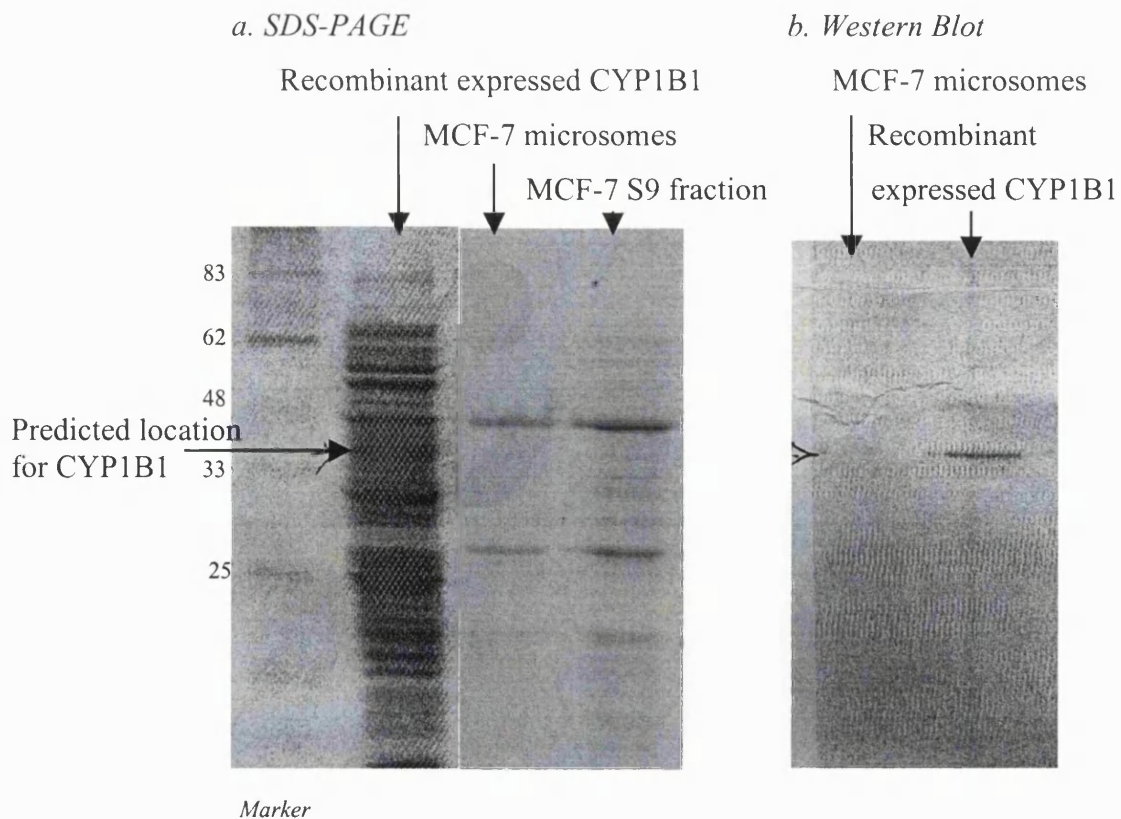 a. SDS-PAGE
b. Western Blot
Recombinant expressed CYP1B1
MCF-7 microsomes
MCF-7 S9 fraction
MCF-7 microsomes
Recombinant
expressed CYP1B1
83
62
48
Predicted location
for CYP1B1
33
25
Marker